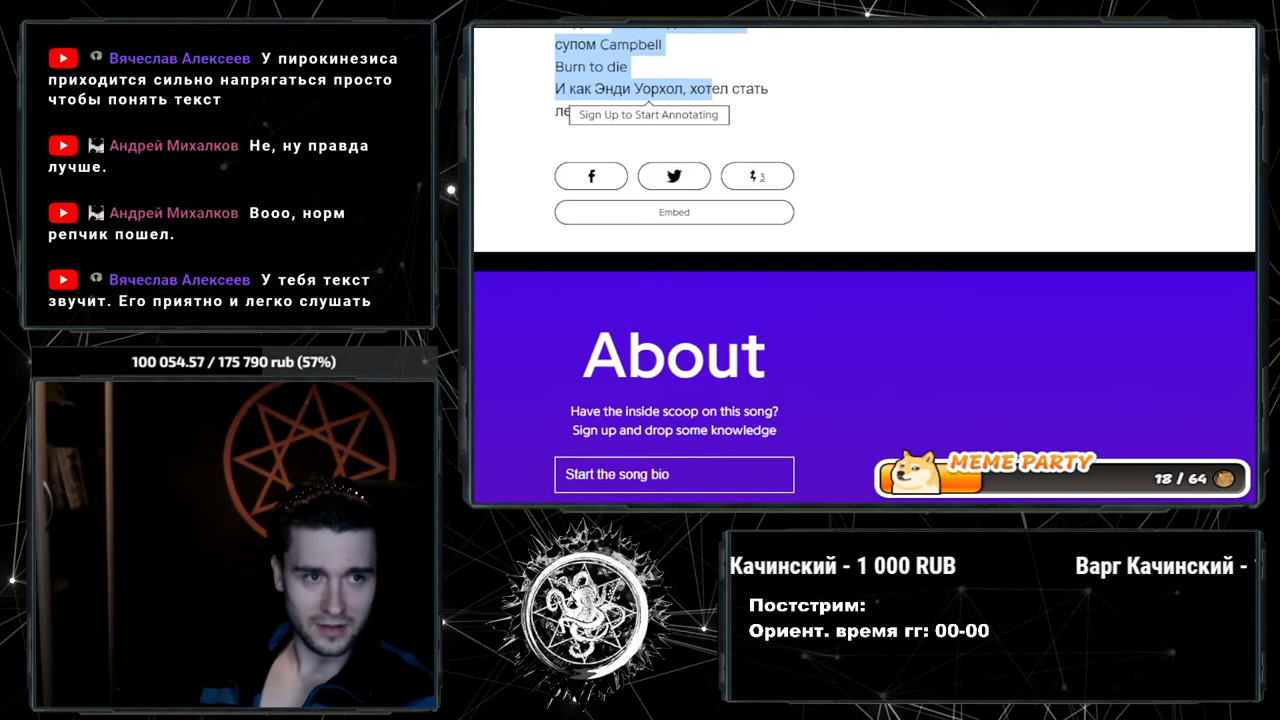 Вячеслав Алексеев У пирокинезиса
приходится сильно напрягаться просто
чтобы понять текст
Андрей Михалков Не, ну правда
лучше.
Андрей Михалков Вооо, норм
репчик пошел.
Вячеслав Алексеев У тебя текст
звучит. Его приятно и легко слушать
100 054.57 / 175 790 rub (57%)
супом Campbell
Burn to die
И как Энди Уорхол, хотел стать
ле
Sign Up to Start Annotating
3
Embed
About
Have the inside scoop on this song?
Sign up and drop some knowledge
Start the song bio
MEME PARTY
18 / 64
Качинский - 1 000 RUB
Варг Качинский -
Постстрим:
Ориент. время гг: 00-00